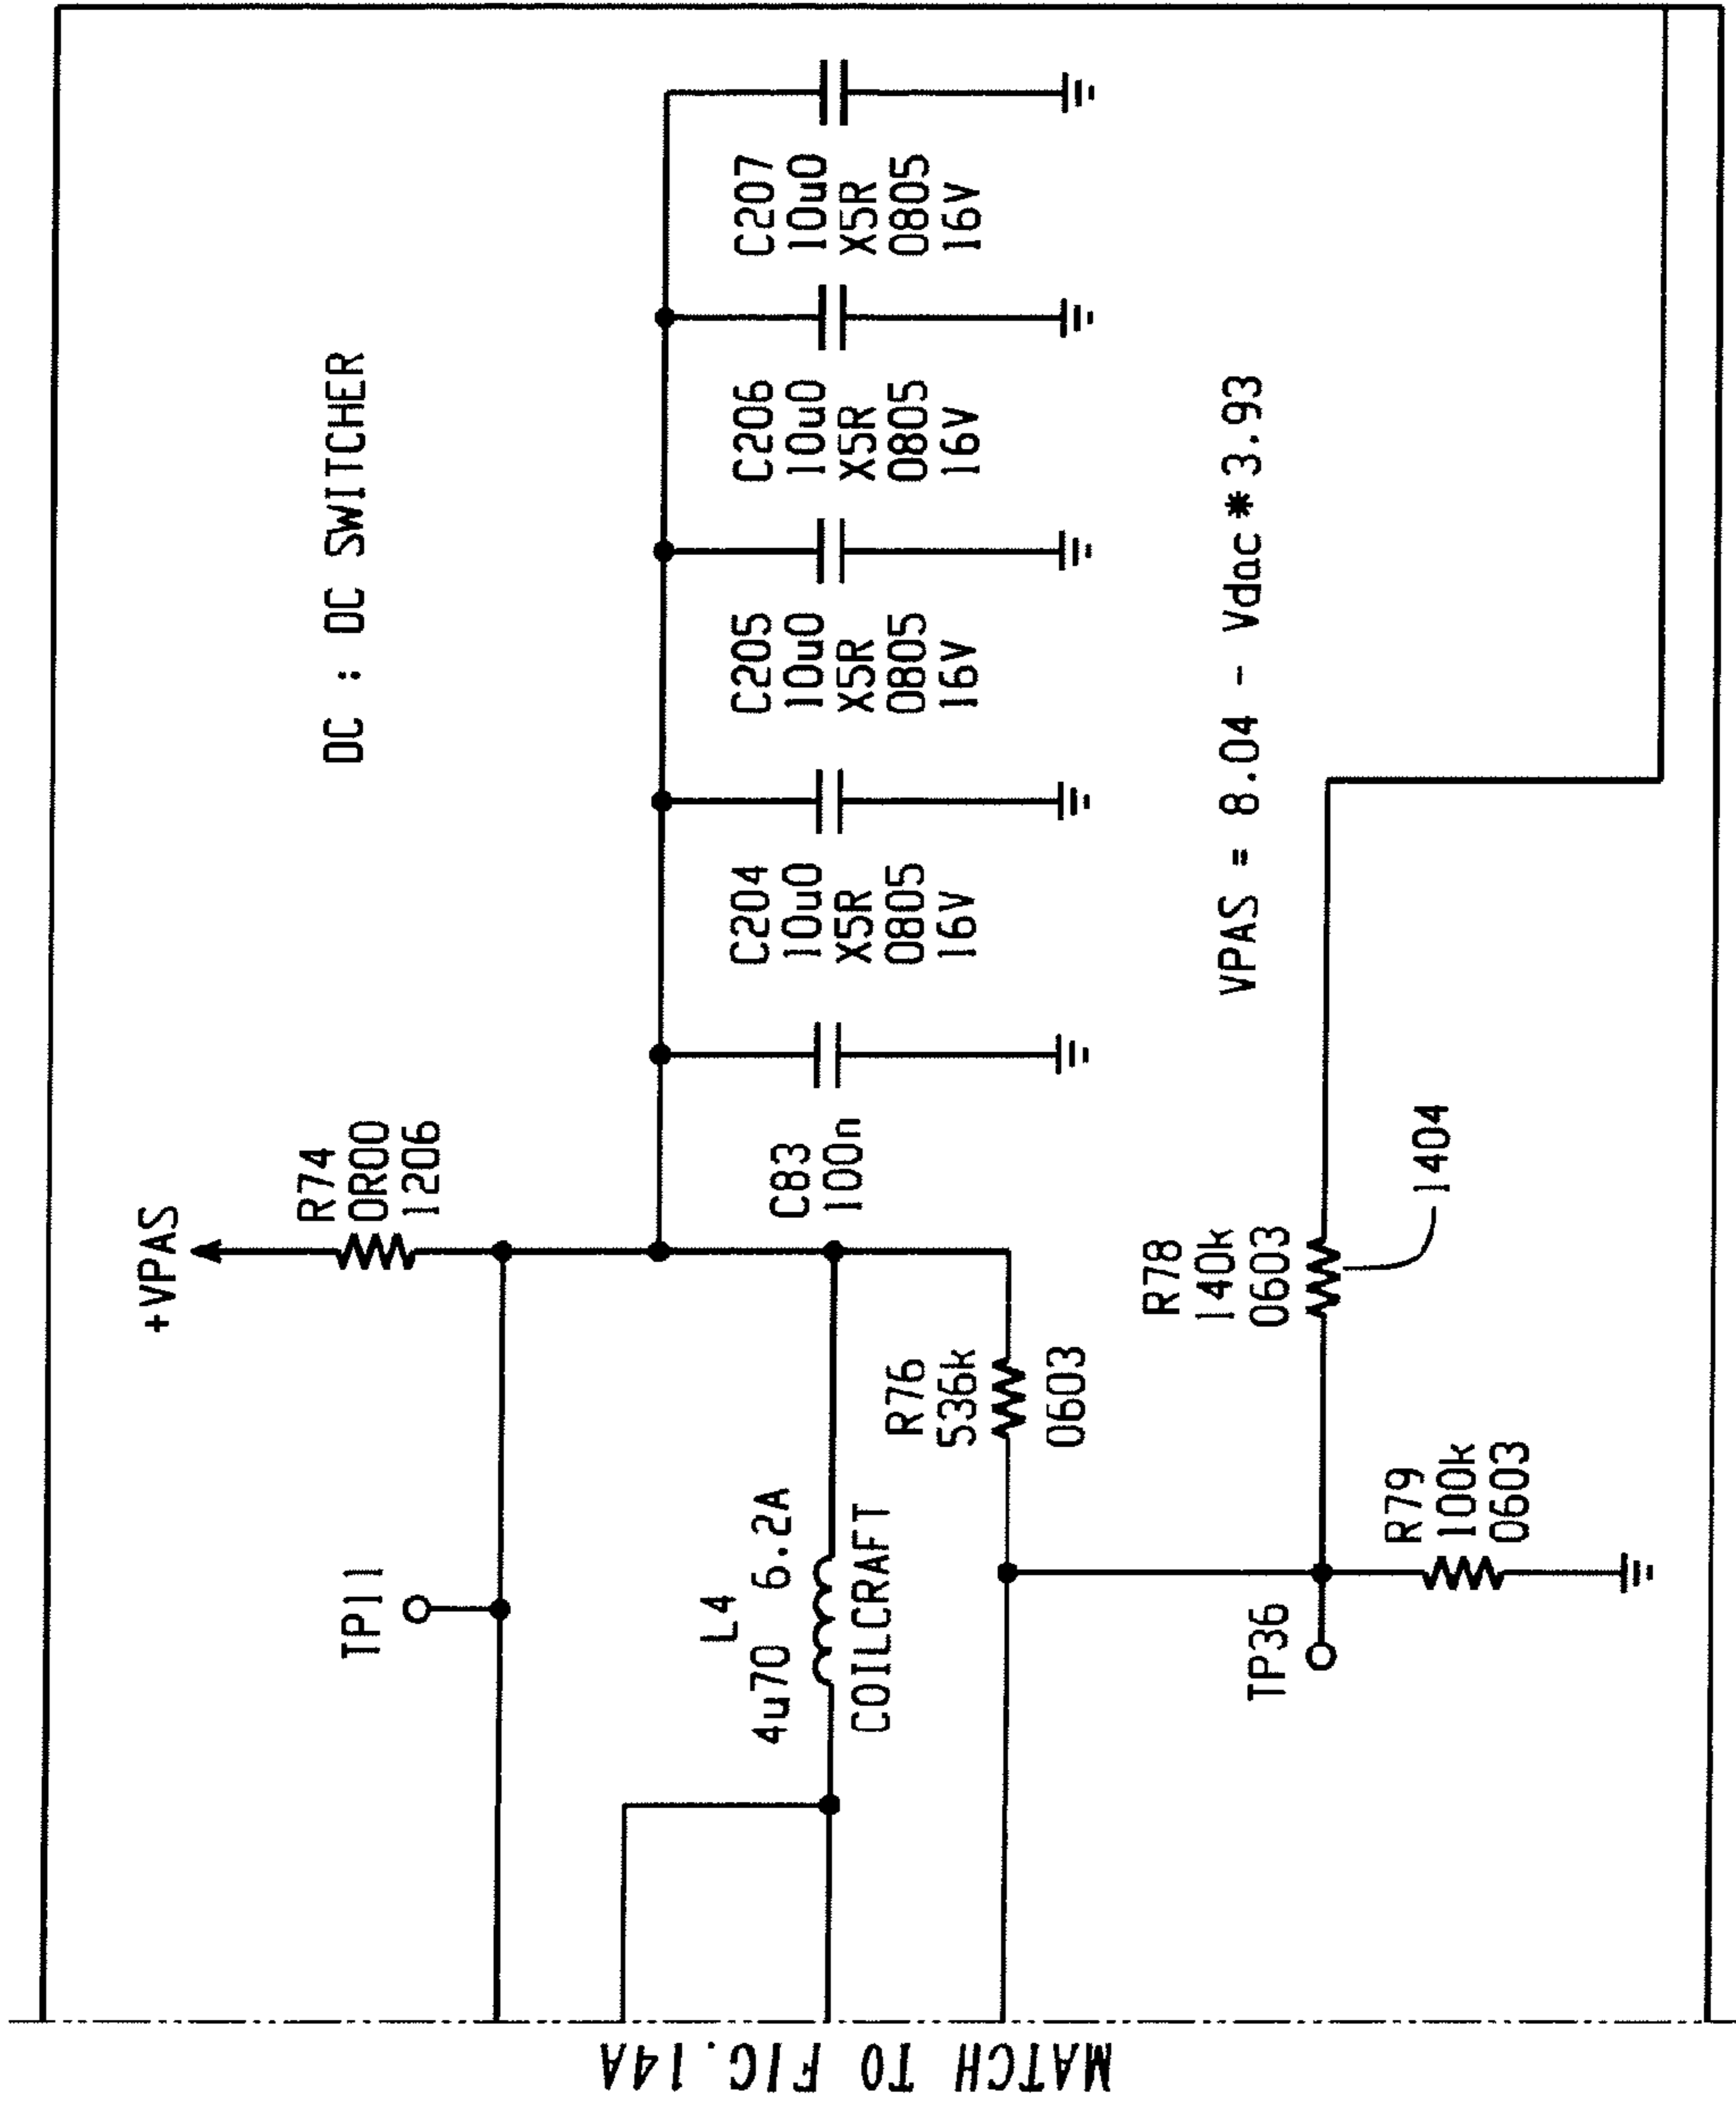 DC : DC SWITCHER
+VPAS
R74
0R00
1206
TP11
L4
4u70 6.2A
COILCRAFT
C83
100n
C204
10u0
X5R
0805
16V
C205
10u0
X5R
0805
16V
C206
10u0
X5R
0805
16V
C207
10u0
X5R
0805
16V
R76
536k
0603
VPAS = 8.04 - Vdac * 3.93
R78
140k
0603
1404
TP36
R79
100k
0603
MATCH TO FIG.14A